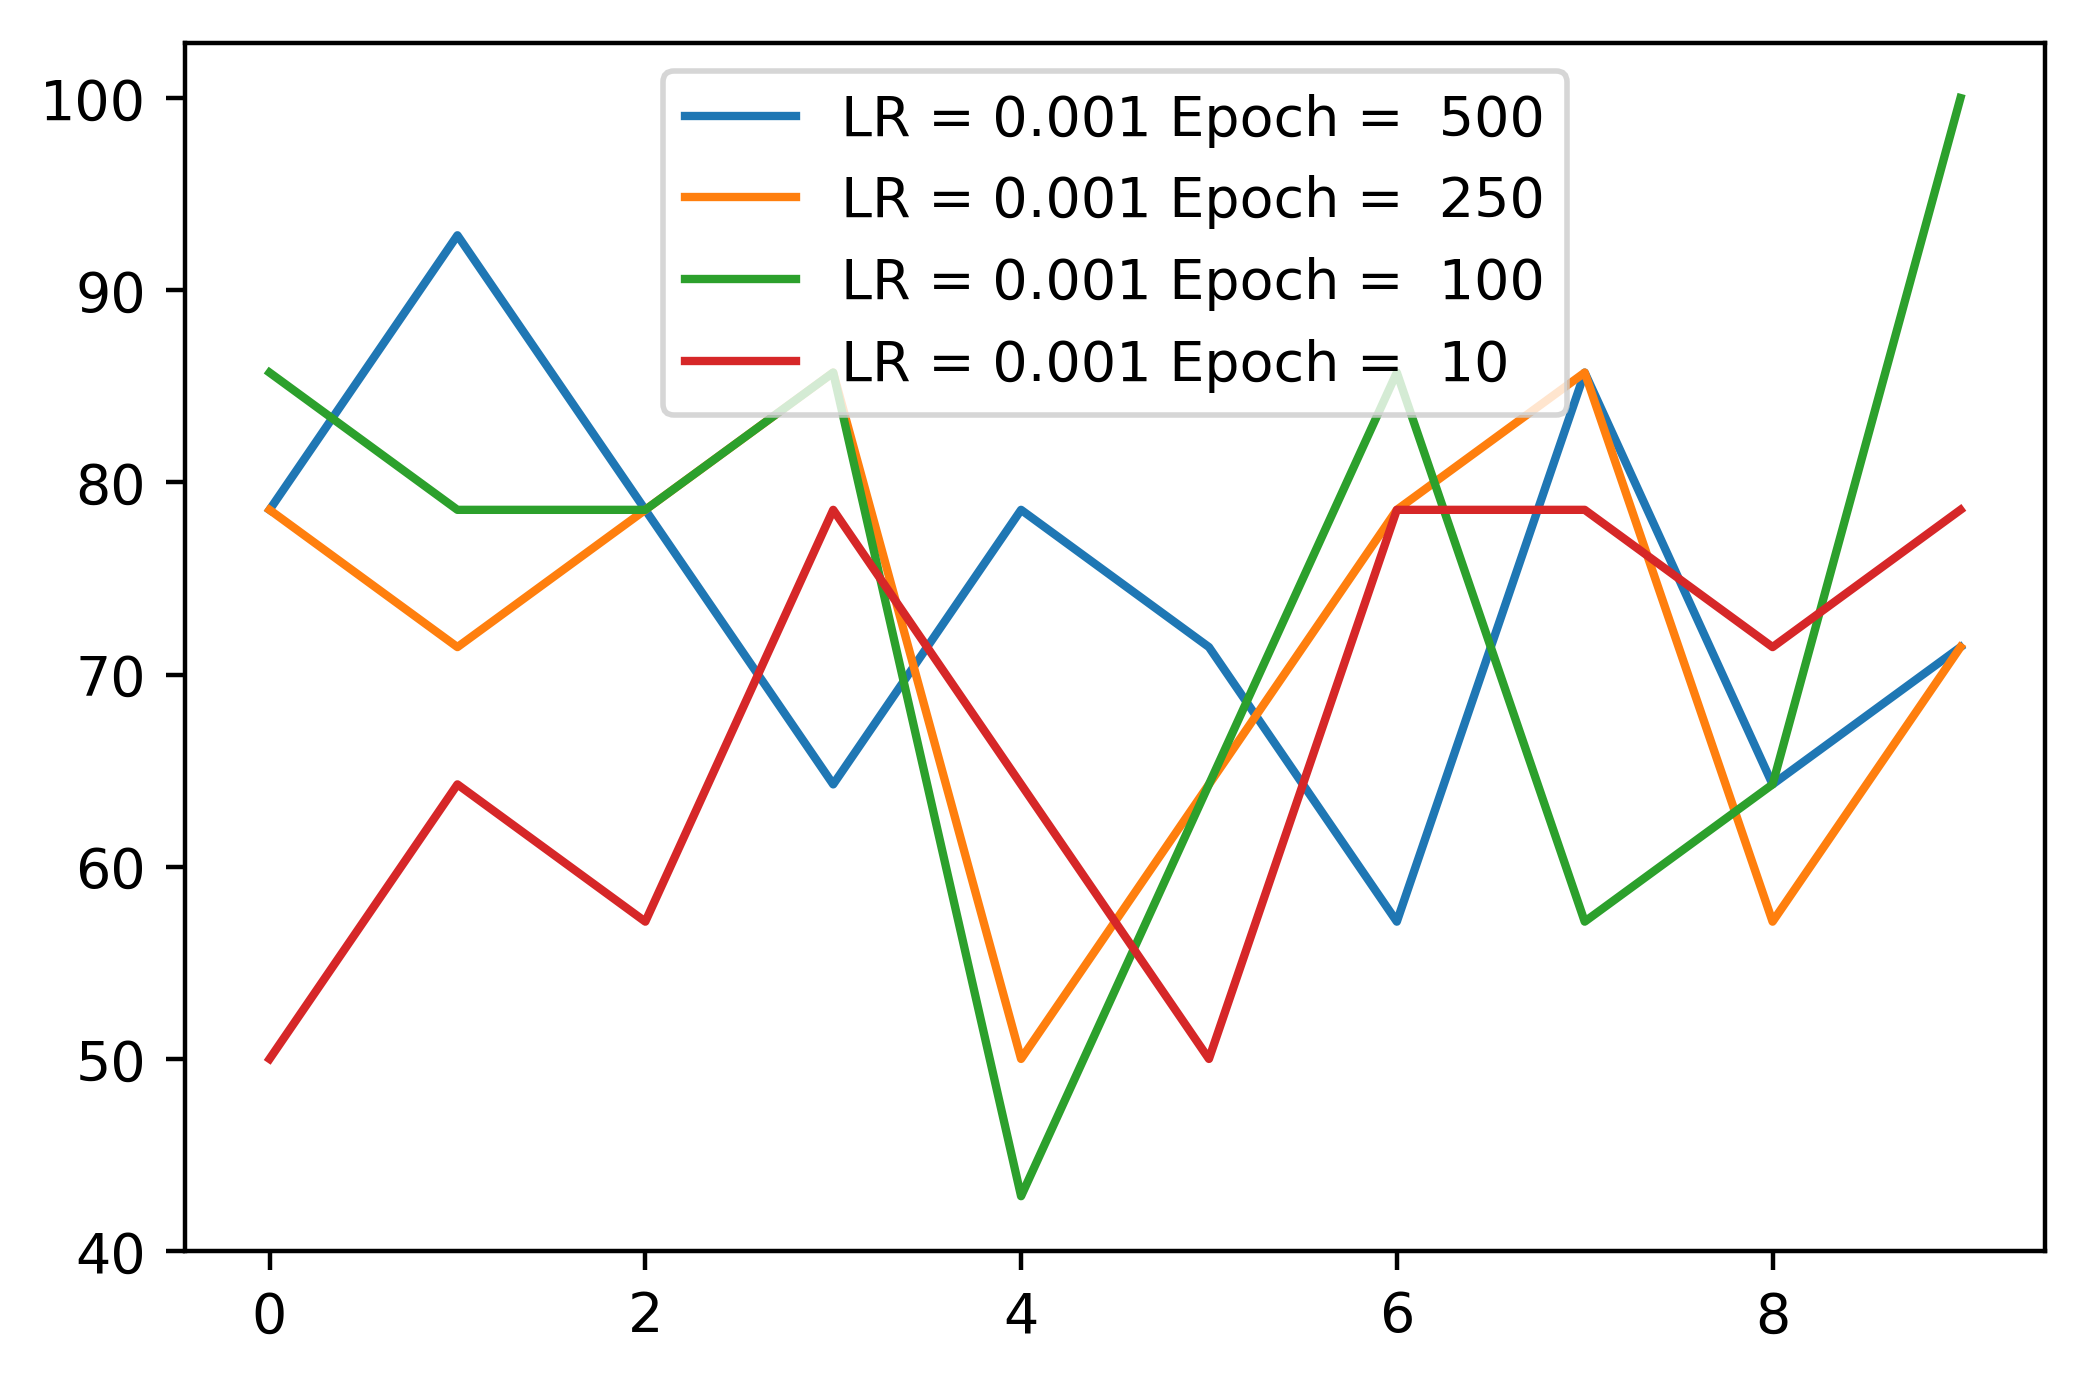 LR = 0.001 Epoch =  500
LR = 0.001 Epoch =  250
LR = 0.001 Epoch =  100
LR = 0.001 Epoch =  10
100
90
80
70
60
50
40
0 2 4 6 8